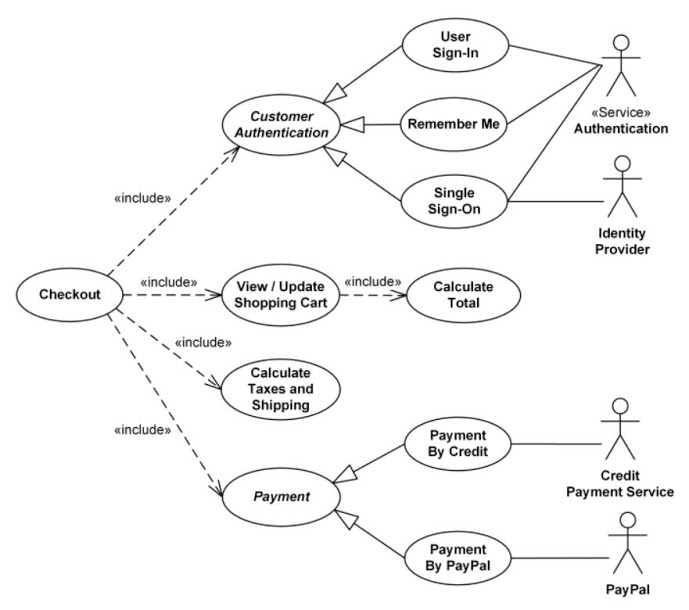 User
Sign-In
Customer
Authentication
Remember Me
«Service»
Authentication
«include»
Single
Sign-On
Identity
Provider
Checkout
«include»
View / Update
Shopping Cart
«include»
Calculate
Total
«include»
Calculate
Taxes and
Shipping
«include»
Payment
By Credit
Credit
Payment Service
Payment
Payment
By PayPal
PayPal